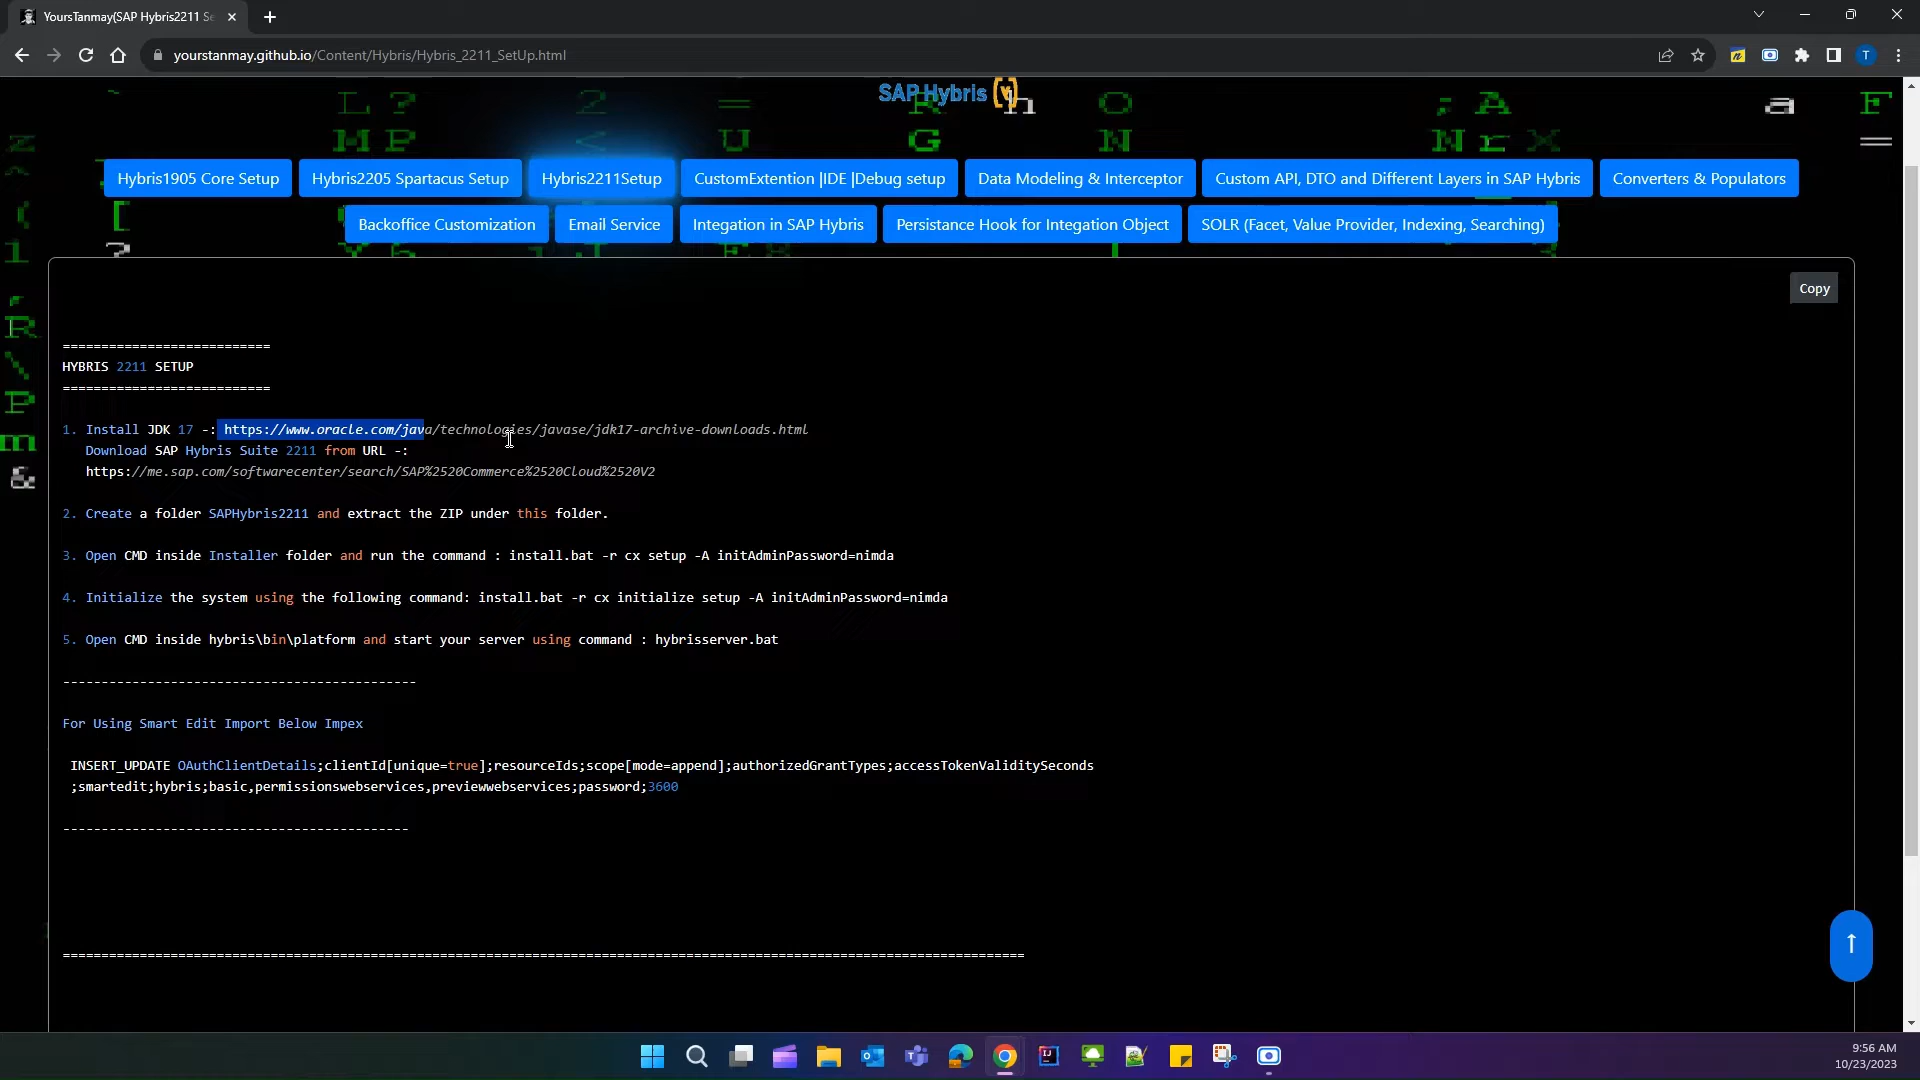 YoursTanmay(SAP Hybris2211 Se
yourstanmay.github.io/Content/Hybris/Hybris_2211_SetUp.html
T
SAP Hybris (y)
Hybris1905 Core Setup
Hybris2205 Spartacus Setup
Hybris2211Setup
CustomExtention |IDE |Debug setup
Data Modeling & Interceptor
Custom API, DTO and Different Layers in SAP Hybris
Converters & Populators
Backoffice Customization
Email Service
Integation in SAP Hybris
Persistance Hook for Integation Object
SOLR (Facet, Value Provider, Indexing, Searching)
Copy
===========================
HYBRIS 2211 SETUP
===========================
1. Install JDK 17 -: https://www.oracle.com/java/technologies/javase/jdk17-archive-downloads.html
Download SAP Hybris Suite 2211 from URL -:
https://me.sap.com/softwarecenter/search/SAP%2520Commerce%2520Cloud%2520V2
2. Create a folder SAPHybris2211 and extract the ZIP under this folder.
3. Open CMD inside Installer folder and run the command : install.bat -r cx setup -A initAdminPassword=nimda
4. Initialize the system using the following command: install.bat -r cx initialize setup -A initAdminPassword=nimda
5. Open CMD inside hybris\bin\platform and start your server using command : hybrisserver.bat
----------------------------------------------
For Using Smart Edit Import Below Impex
INSERT_UPDATE OAuthClientDetails;clientId[unique=true];resourceIds;scope[mode=append];authorizedGrantTypes;accessTokenValiditySeconds
;smartedit;hybris;basic,permissionswebservices,previewwebservices;password;3600
---------------------------------------------
=============================================================================================================================
9:56 AM
10/23/2023